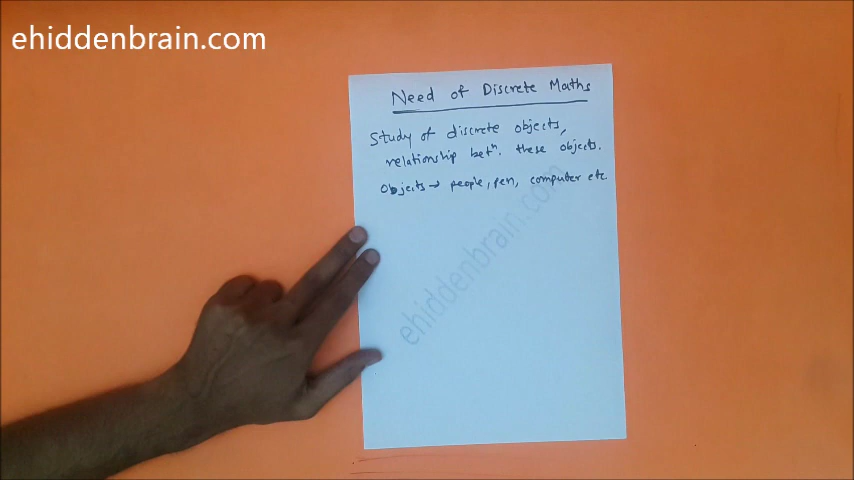 ehiddenbrain.com
Need of Discrete Maths
Study of discrete objects,
relationship betⁿ. these objects.
Objects → people, pen, computer etc.
ehiddenbrain.com